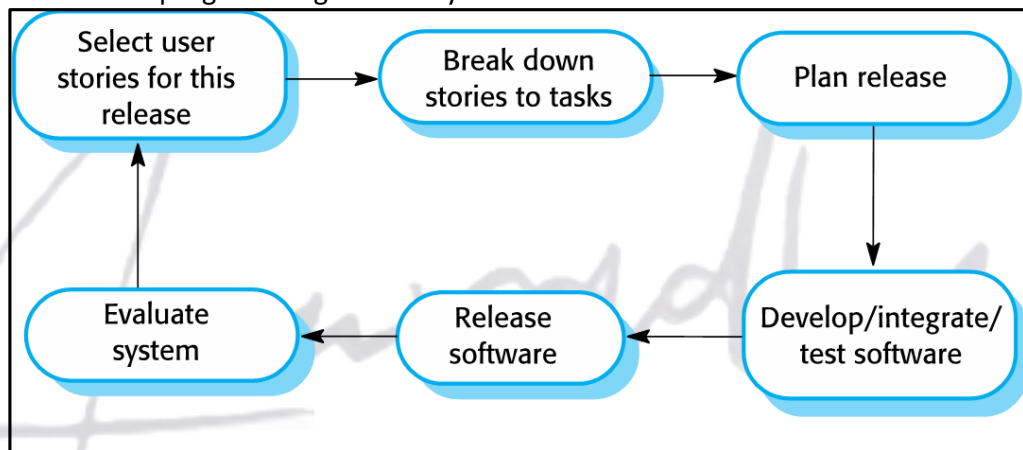 Select user
stories for this
release
Break down
stories to tasks
Plan release
Evaluate
system
Release
software
Develop/integrate/
test software